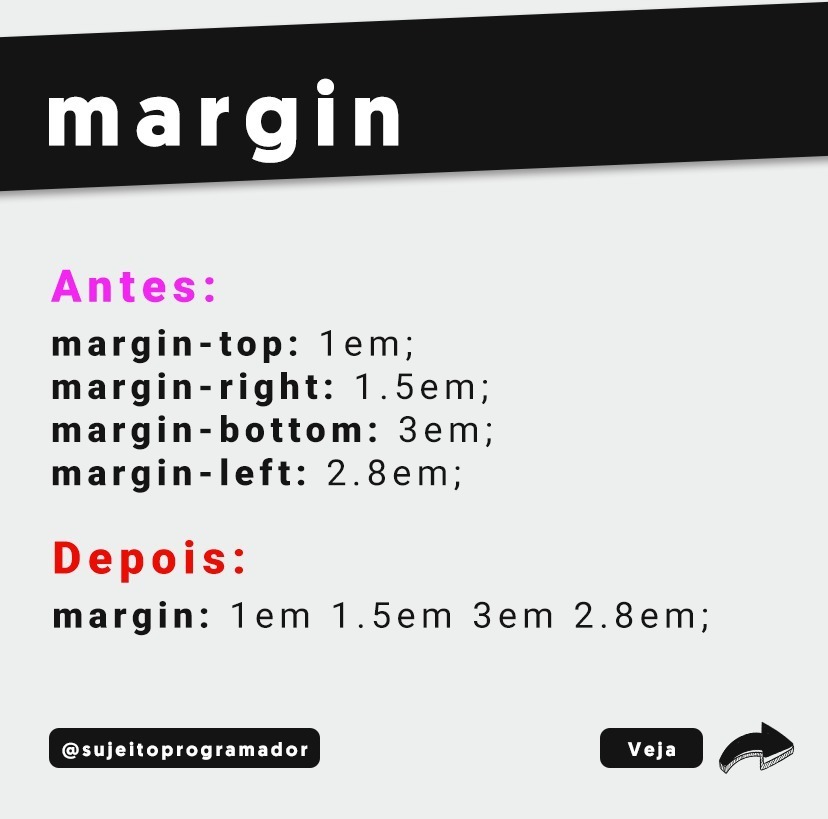 margin
Antes:
margin-top: 1em;
margin-right: 1.5em;
margin-bottom: 3em;
margin-left: 2.8em;
Depois:
margin: 1em 1.5em 3em 2.8em;
@sujeitoprogramador
Veja